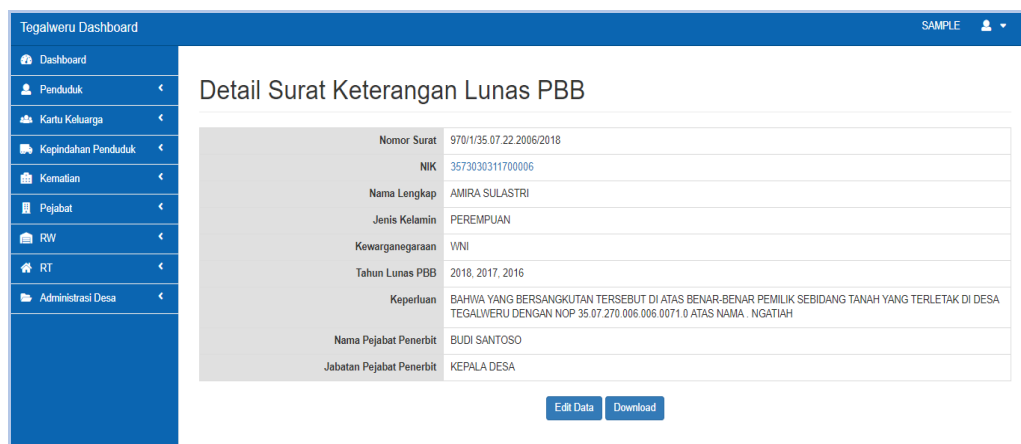 Tegalweru Dashboard
SAMPLE
Dashboard
Penduduk
Kartu Keluarga
Kepindahan Penduduk
Kematian
Pejabat
RW
RT
Administrasi Desa
Detail Surat Keterangan Lunas PBB
Nomor Surat 970/1/35.07.22.2006/2018
NIK 3573030311700006
Nama Lengkap AMIRA SULASTRI
Jenis Kelamin PEREMPUAN
Kewarganegaraan WNI
Tahun Lunas PBB 2018, 2017, 2016
Keperluan BAHWA YANG BERSANGKUTAN TERSEBUT DI ATAS BENAR-BENAR PEMILIK SEBIDANG TANAH YANG TERLETAK DI DESA
TEGALWERU DENGAN NOP 35.07.270.006.006.0071.0 ATAS NAMA . NGATIAH
Nama Pejabat Penerbit BUDI SANTOSO
Jabatan Pejabat Penerbit KEPALA DESA
Edit Data Download